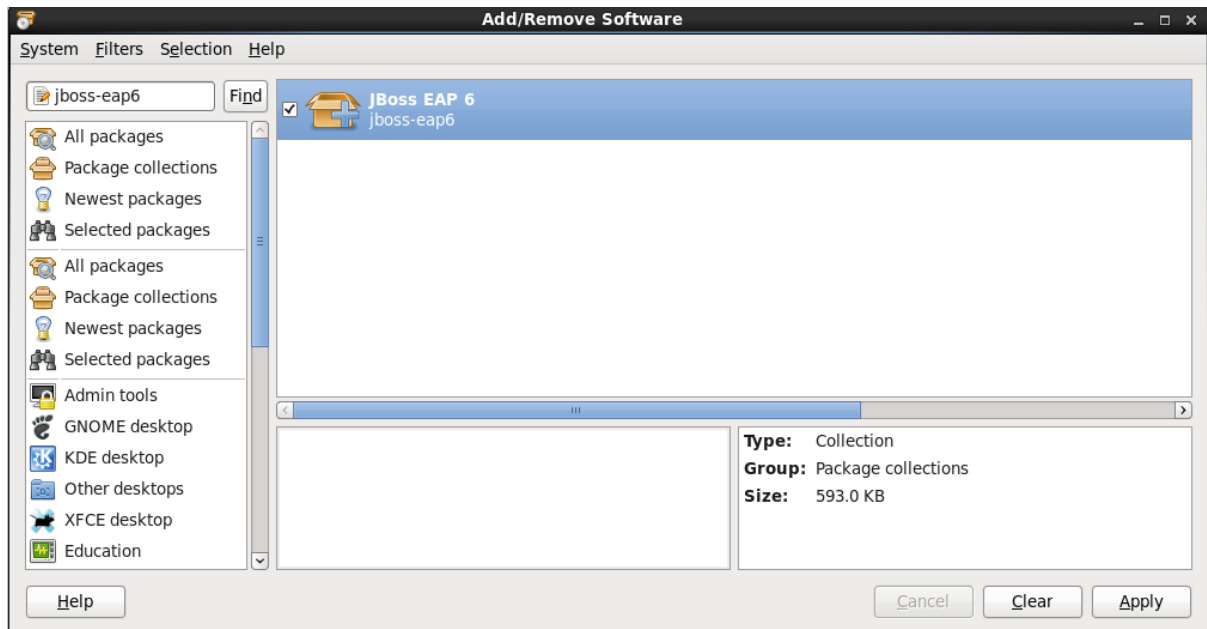 Add/Remove Software
System Filters Selection Help
jboss-eap6 Find
All packages
Package collections
Newest packages
Selected packages
All packages
Package collections
Newest packages
Selected packages
Admin tools
GNOME desktop
KDE desktop
Other desktops
XFCE desktop
Education
JBoss EAP 6
jboss-eap6
Type: Collection
Group: Package collections
Size: 593.0 KB
Help Cancel Clear Apply